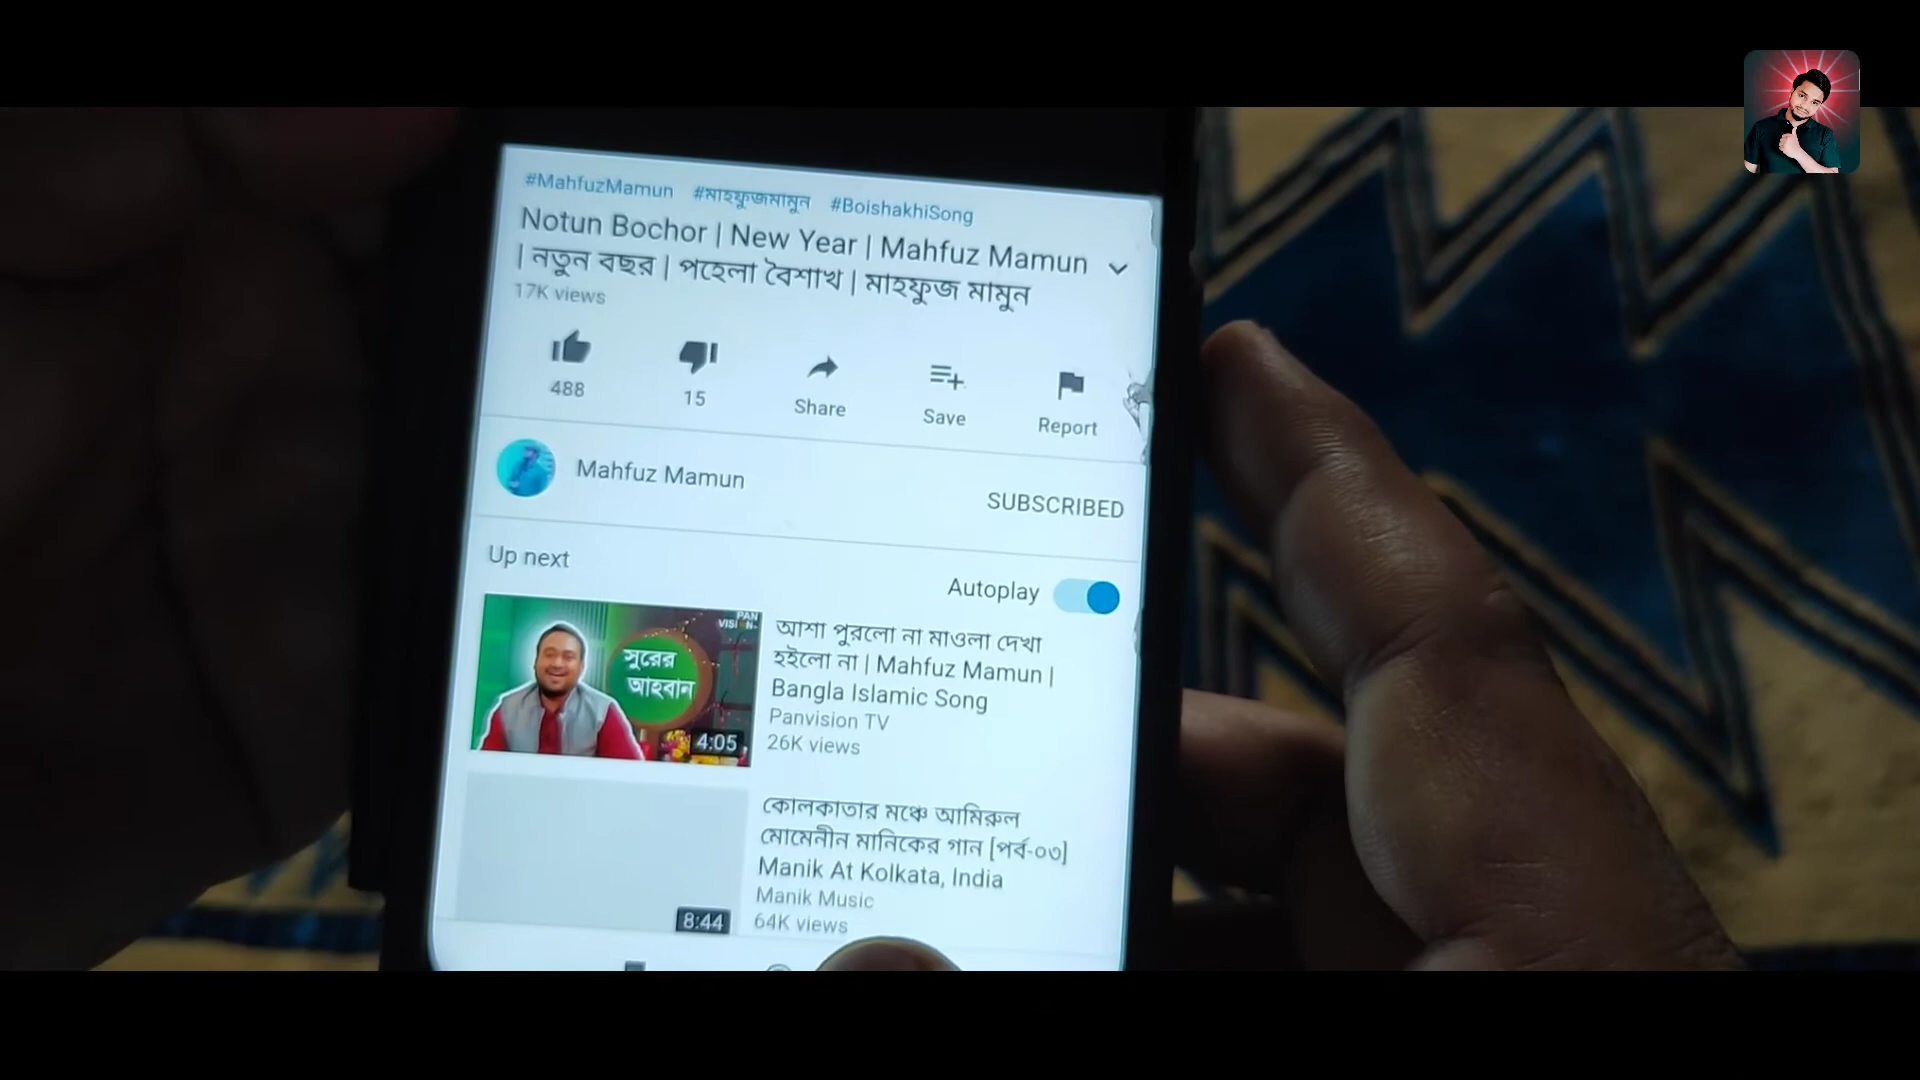 #MahfuzMamun #মাহফুজমামুন #BoishakhiSong
Notun Bochor | New Year | Mahfuz Mamun
| নতুন বছর | পহেলা বৈশাখ | মাহফুজ মামুন
17K views
488
15
Share
Save
Report
Mahfuz Mamun
SUBSCRIBED
Up next
Autoplay
PAN
VISION
সুরের
আহবান
4:05
আশা পুরলো না মাওলা দেখা
হইলো না | Mahfuz Mamun |
Bangla Islamic Song
Panvision TV
26K views
8:44
কোলকাতার মঞ্চে আমিরুল
মোমেনীন মানিকের গান [পর্ব-০৩]
Manik At Kolkata, India
Manik Music
64K views